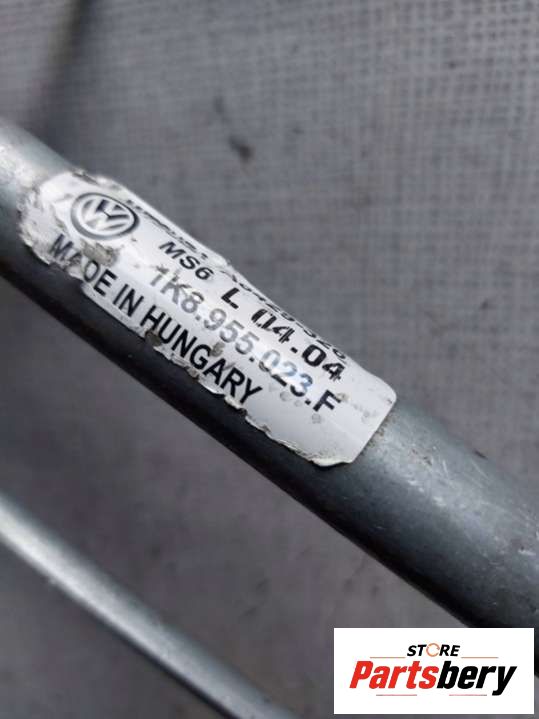 MS6
L 04.04
1K8.955.023.F
MADE IN HUNGARY
STORE
Partsbery